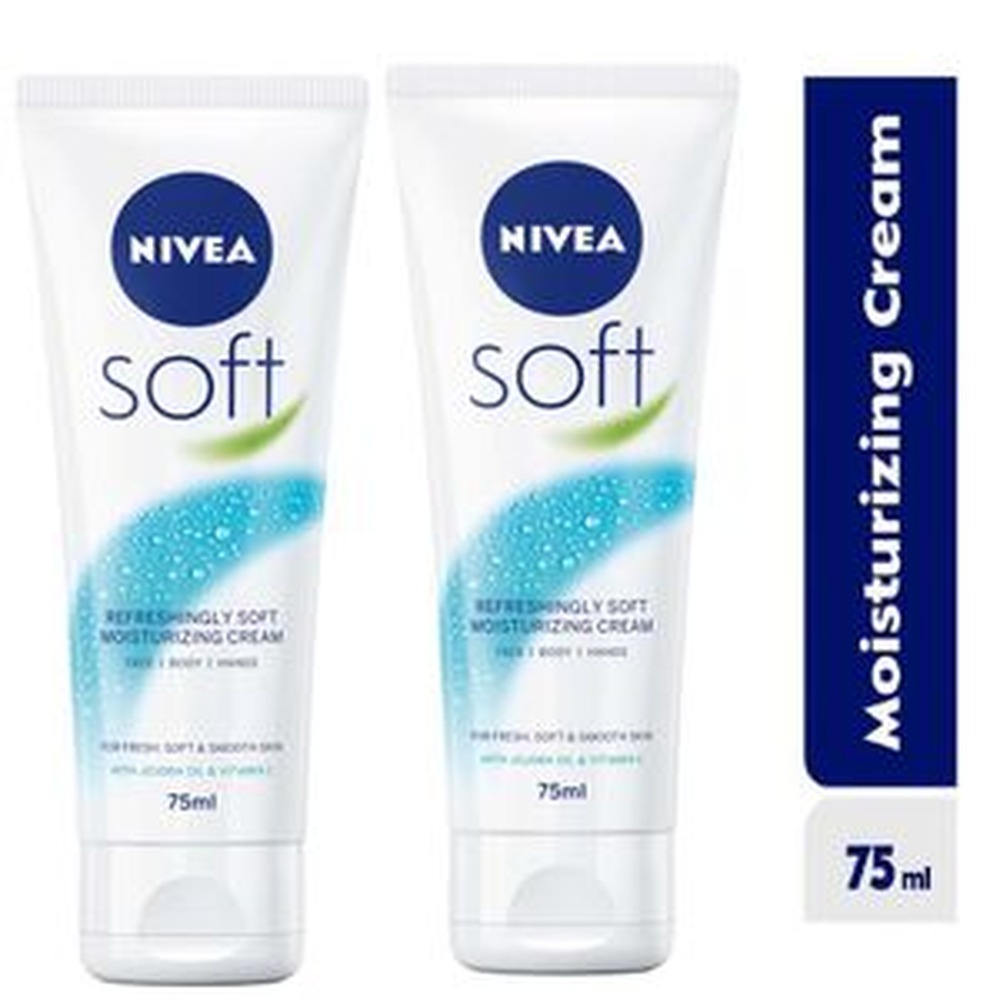 NIVEA
soft
REFRESHINGLY SOFT
MOISTURIZING CREAM
FACE | BODY | HANDS
FOR FRESH, SOFT & SMOOTH SKIN
WITH JOJOBA OIL & VITAMIN E
75ml
NIVEA
soft
REFRESHINGLY SOFT
MOISTURIZING CREAM
FACE | BODY | HANDS
FOR FRESH, SOFT & SMOOTH SKIN
WITH JOJOBA OIL & VITAMIN E
75ml
Moisturizing Cream
75 ml